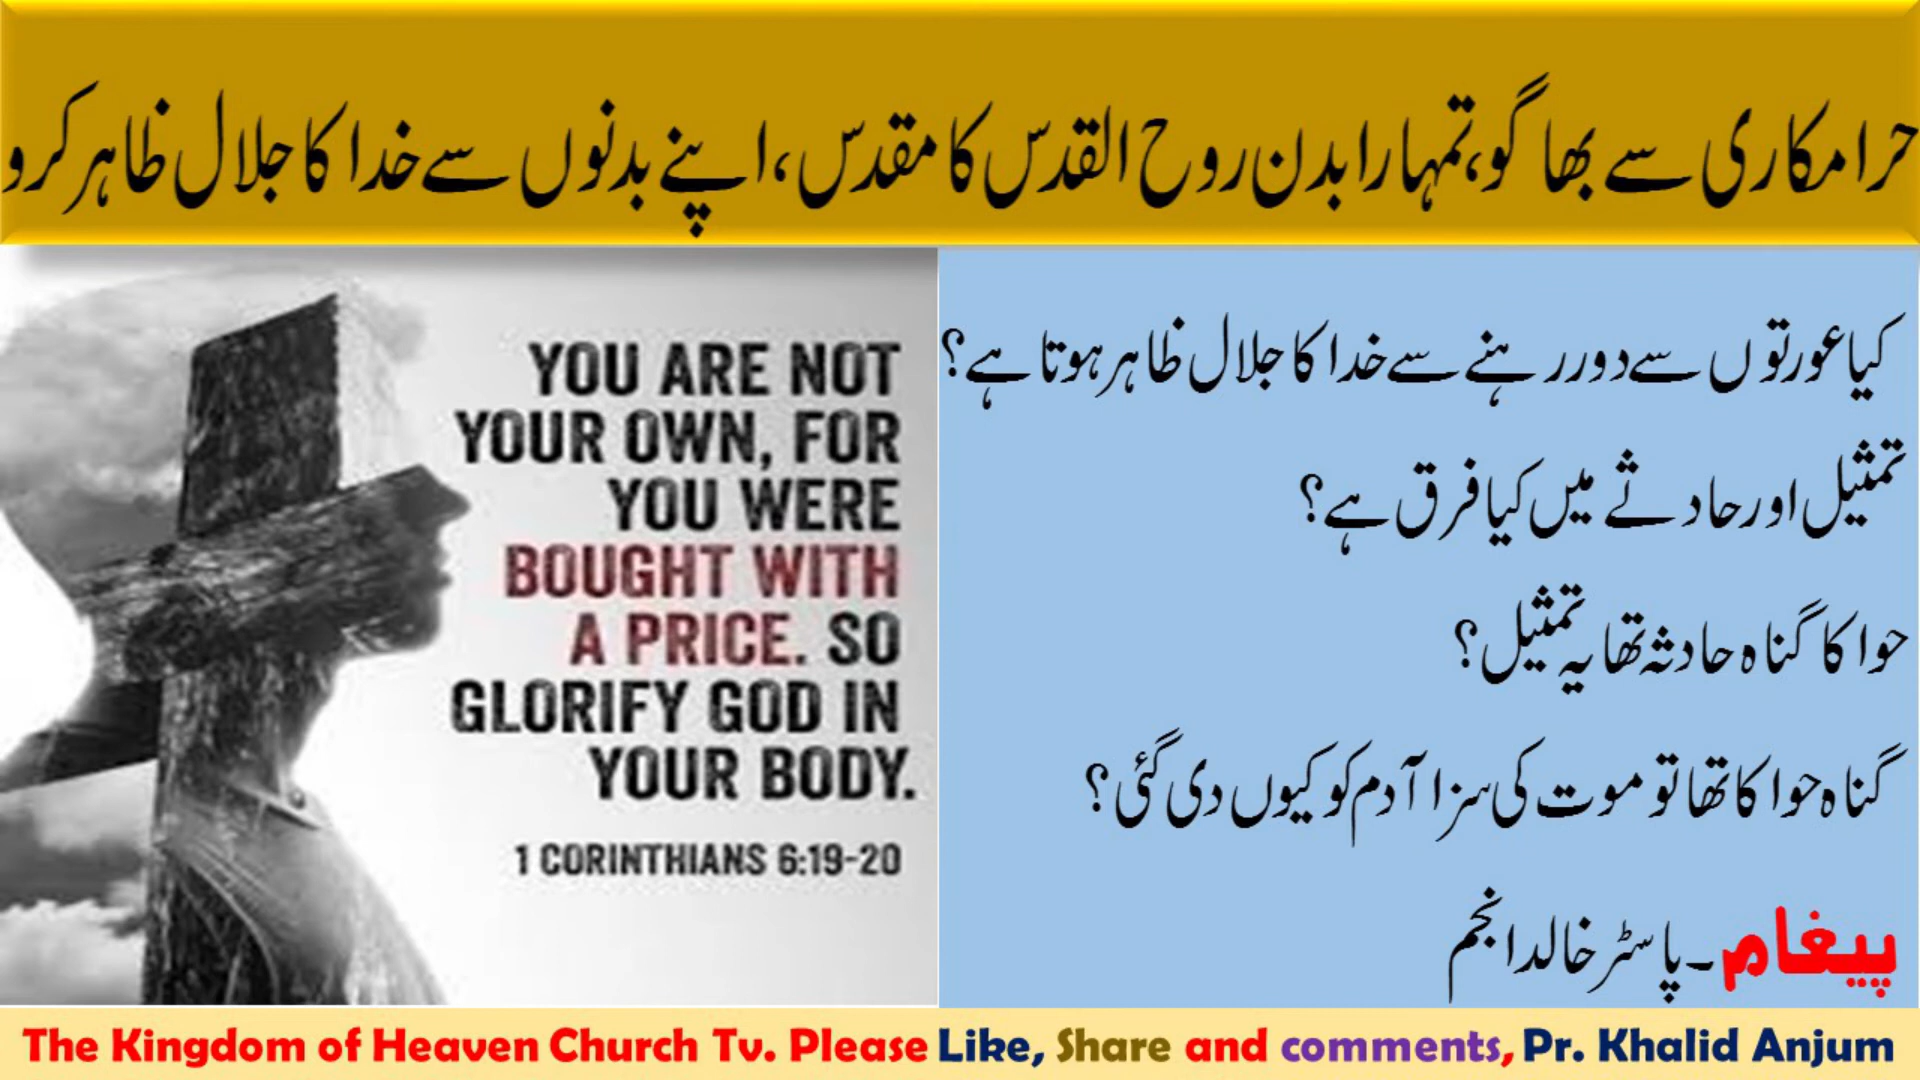 حرامکاری سے بھاگو،تمہارا بدن روح القدس کا مقدس،اپنے بدنوں سے خدا کا جلال ظاہر کرو
YOU ARE NOT
YOUR OWN, FOR
YOU WERE
BOUGHT WITH
A PRICE. SO
GLORIFY GOD IN
YOUR BODY.
1 CORINTHIANS 6:19-20
کیا عورتوں سے دور رہنے سے خدا کا جلال ظاہر ہوتا ہے؟
تمثیل اور حادثے میں کیا فرق ہے؟
حوا کا گناہ حادثہ تھا یہ تمثیل؟
گناہ حوا کا تھا تو موت کی سزا آدم کو کیوں دی گئی؟
پیغام۔پاسٹر خالد انجم
The Kingdom of Heaven Church Tv. Please Like, Share and comments, Pr. Khalid Anjum